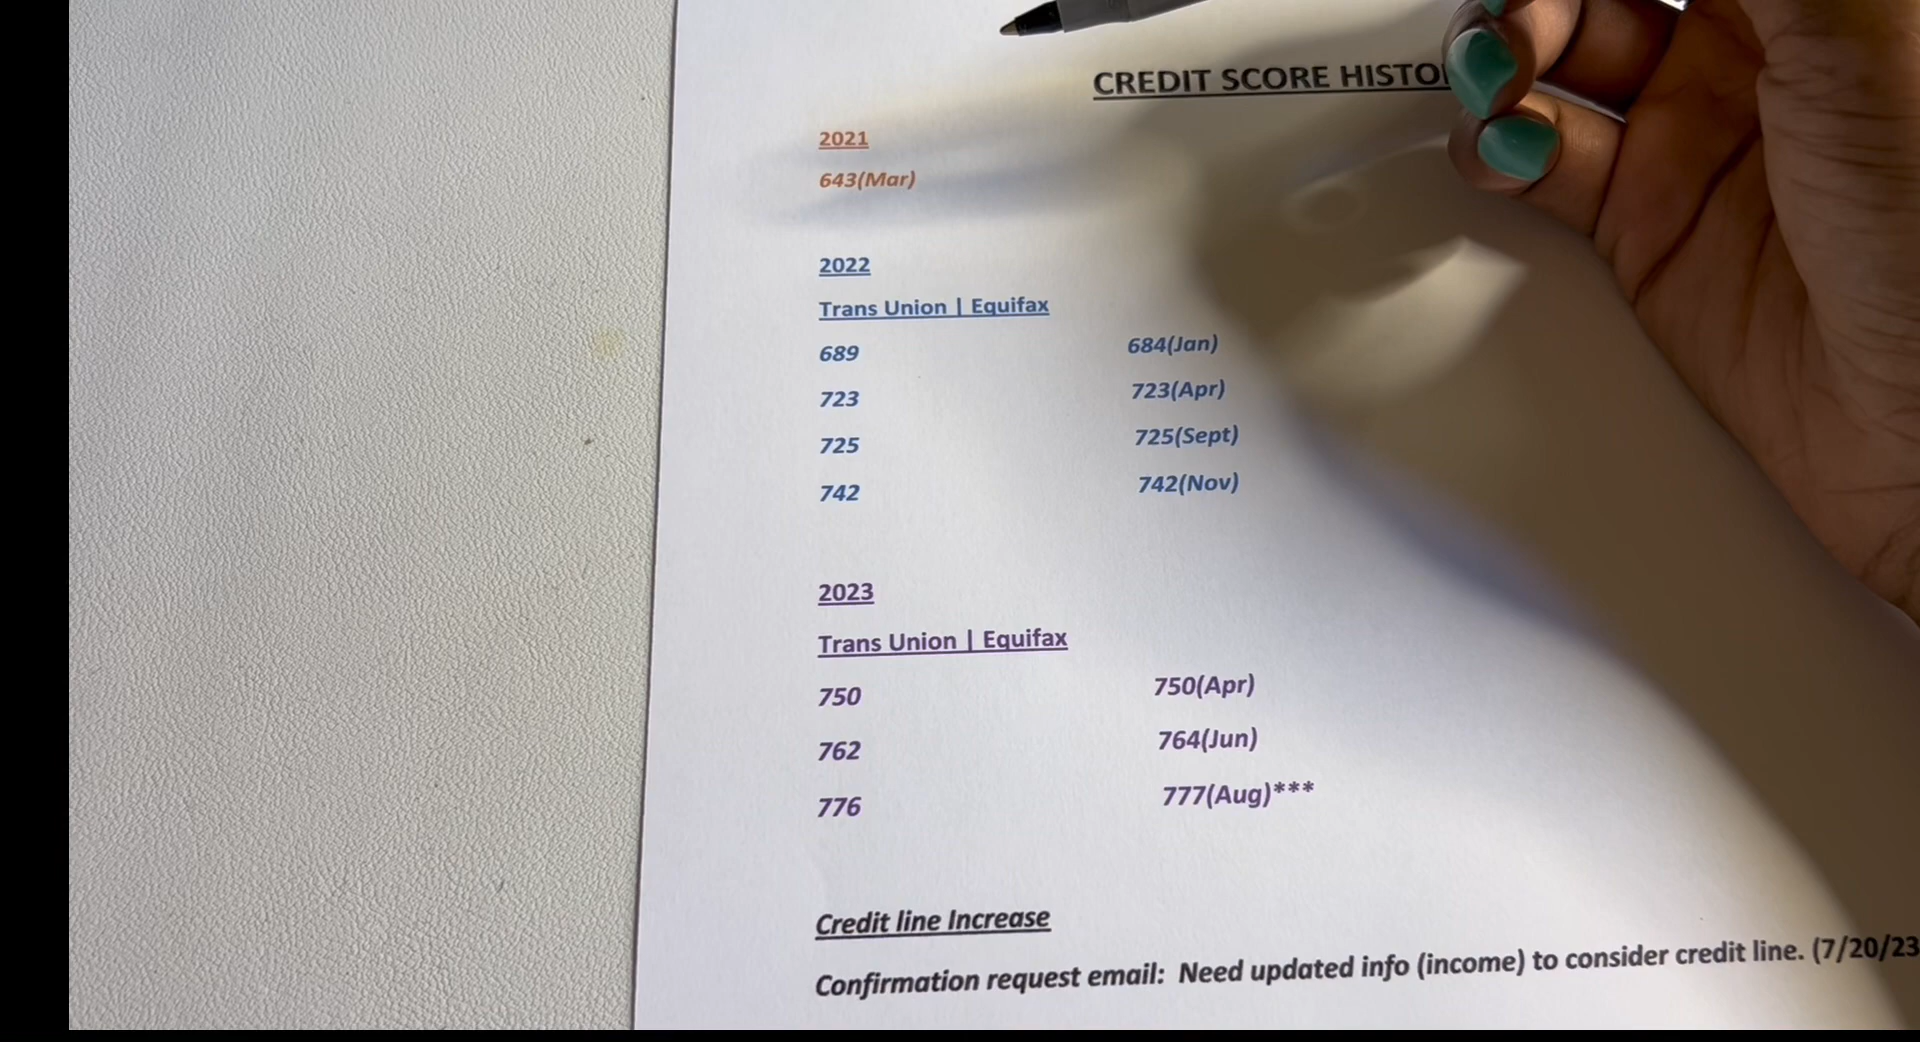 CREDIT SCORE HISTO
2021
643(Mar)
2022
Trans Union | Equifax
689 684(Jan)
723 723(Apr)
725 725(Sept)
742 742(Nov)
2023
Trans Union | Equifax
750 750(Apr)
762 764(Jun)
776 777(Aug)***
Credit line Increase
Confirmation request email: Need updated info (income) to consider credit line. (7/20/23